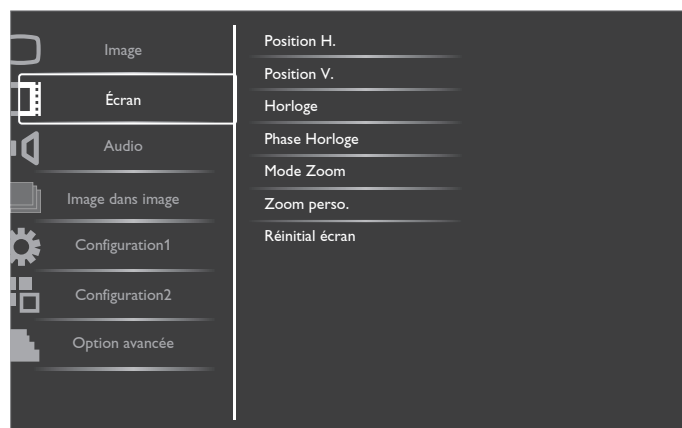 Image
Écran
Audio
Image dans image
Configuration1
Configuration2
Option avancée
Position H.
Position V.
Horloge
Phase Horloge
Mode Zoom
Zoom perso.
Réinitial écran